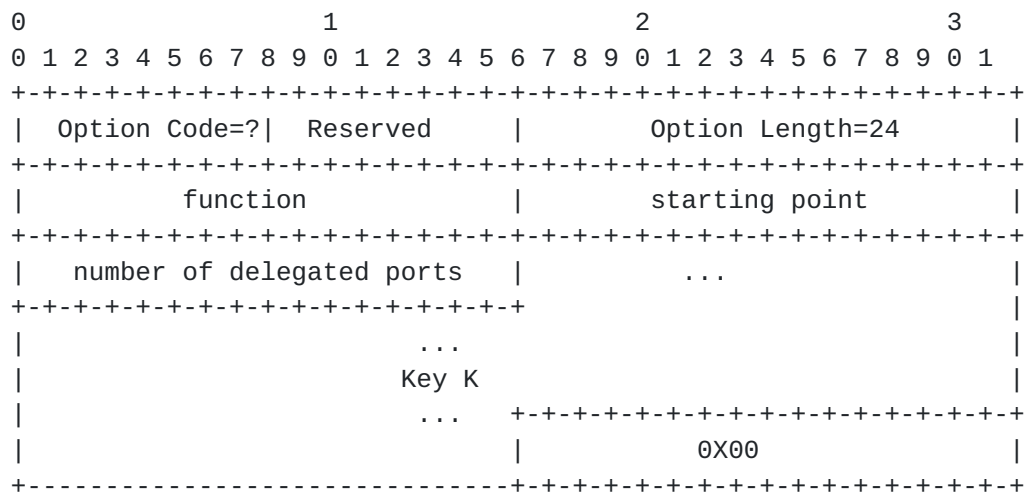 0                   1                   2                   3
0 1 2 3 4 5 6 7 8 9 0 1 2 3 4 5 6 7 8 9 0 1 2 3 4 5 6 7 8 9 0 1
+-+-+-+-+-+-+-+-+-+-+-+-+-+-+-+-+-+-+-+-+-+-+-+-+-+-+-+-+-+-+-+-+
|  Option Code=?|  Reserved     |        Option Length=24       |
+-+-+-+-+-+-+-+-+-+-+-+-+-+-+-+-+-+-+-+-+-+-+-+-+-+-+-+-+-+-+-+-+
|          function             |        starting point         |
+-+-+-+-+-+-+-+-+-+-+-+-+-+-+-+-+-+-+-+-+-+-+-+-+-+-+-+-+-+-+-+-+
|   number of delegated ports   |          ...                  |
+-+-+-+-+-+-+-+-+-+-+-+-+-+-+-+-+                               |
|                         ...                                   |
|                        Key K                                  |
|                         ...   +-+-+-+-+-+-+-+-+-+-+-+-+-+-+-+-+
|                               |           0X00                |
+-------------------------------+-+-+-+-+-+-+-+-+-+-+-+-+-+-+-+-+